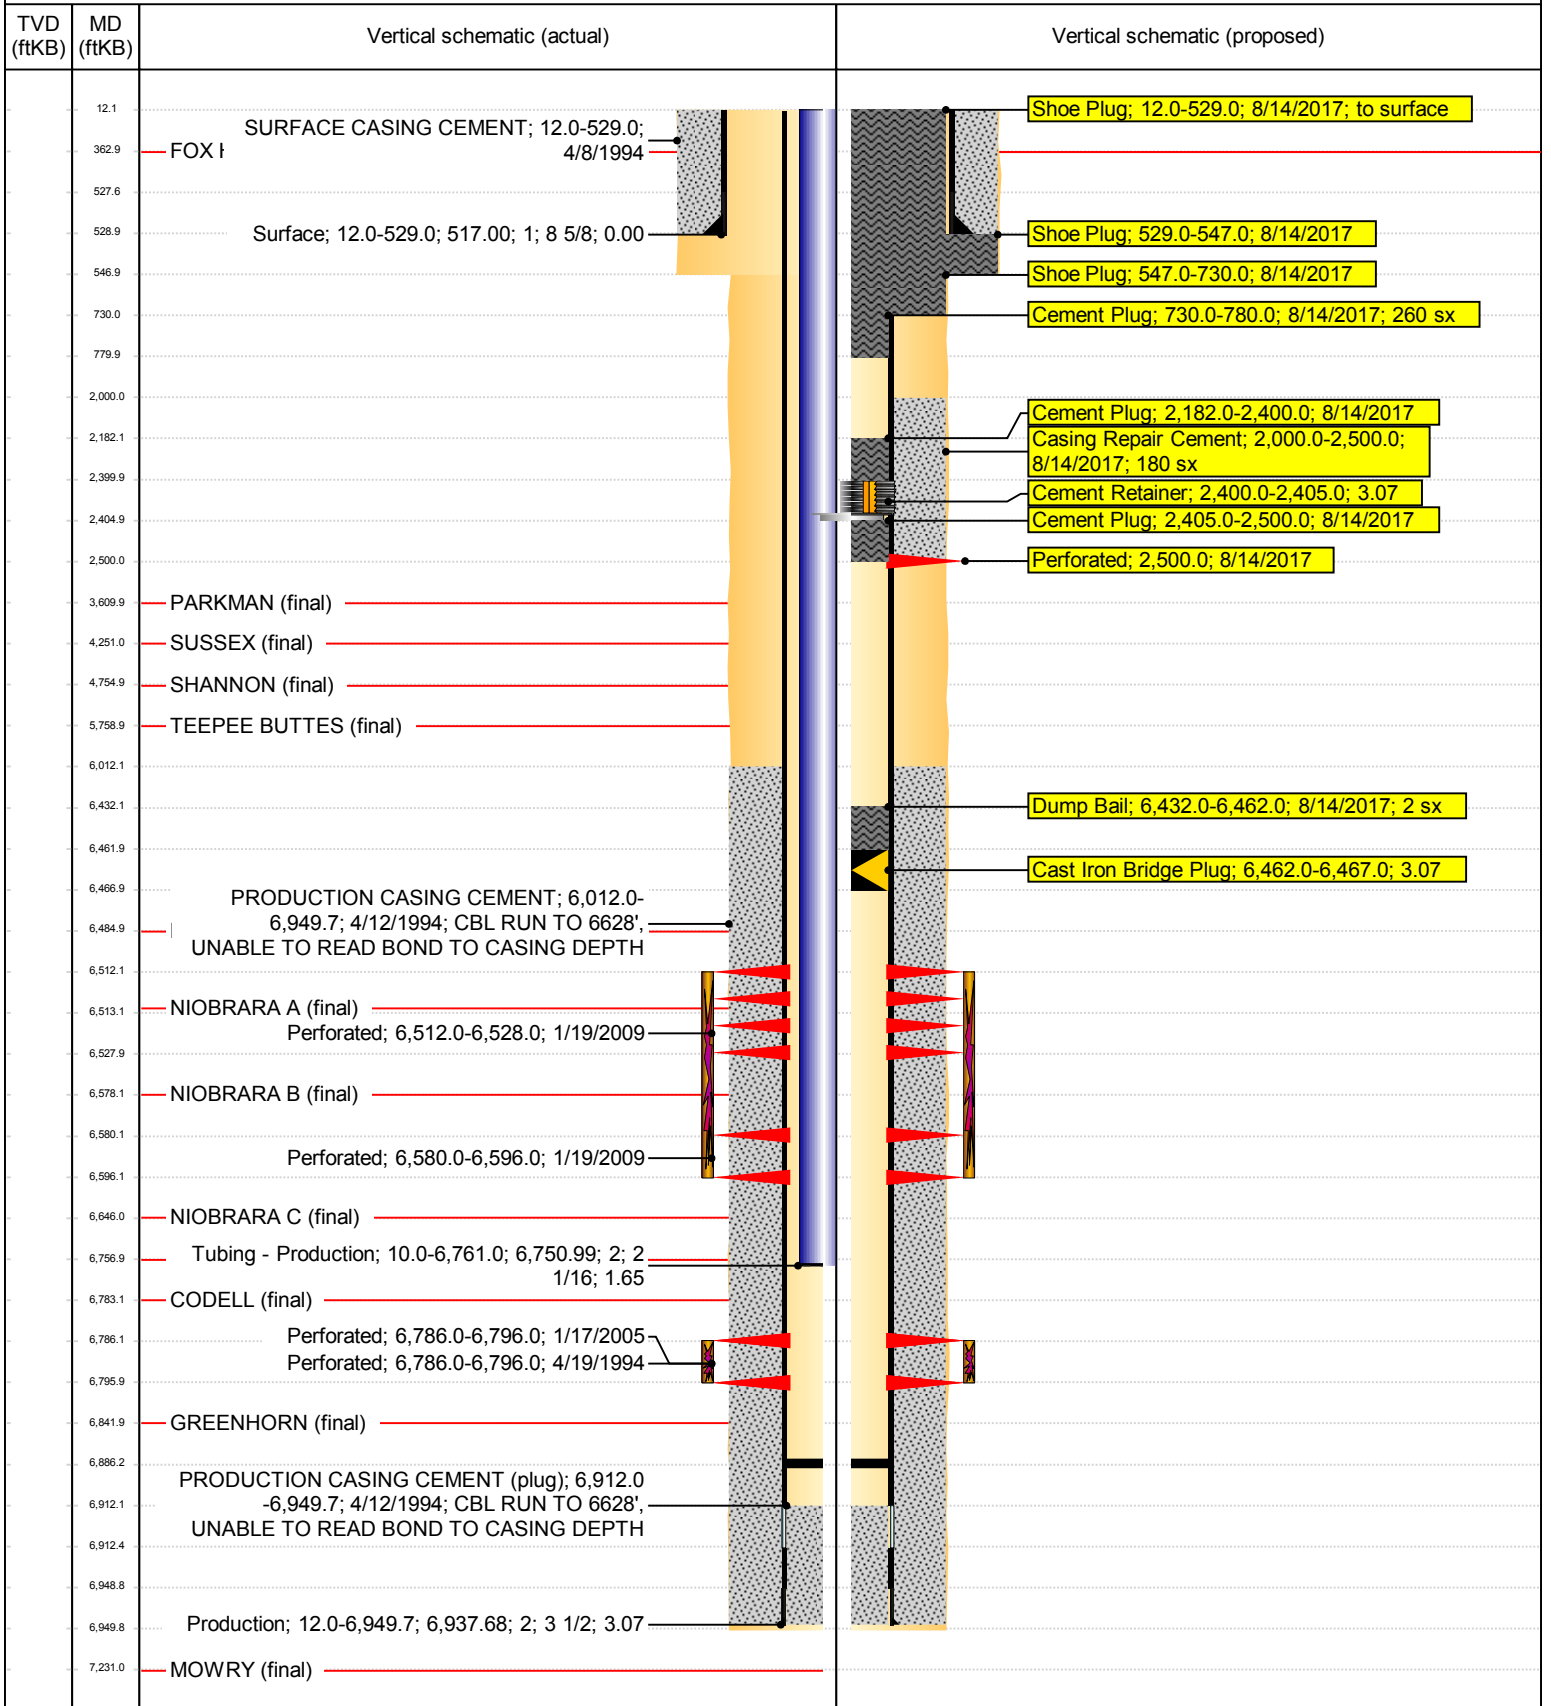 TVD
(ftKB)
MD
(ftKB)
Vertical schematic (actual)
Vertical schematic (proposed)
12.1
362.9
527.6
528.9
546.9
730.0
779.9
2,000.0
2,182.1
2,399.9
2,404.9
2,500.0
3,609.9
4,251.0
4,754.9
5,758.9
6,012.1
6,432.1
6,461.9
6,466.9
6,484.9
6,512.1
6,513.1
6,527.9
6,578.1
6,580.1
6,596.1
6,646.0
6,756.9
6,783.1
6,786.1
6,795.9
6,841.9
6,886.2
6,912.1
6,912.4
6,948.8
6,949.8
7,231.0
SURFACE CASING CEMENT; 12.0-529.0;
4/8/1994
FOX
Surface; 12.0-529.0; 517.00; 1; 8 5/8; 0.00
PARKMAN (final)
SUSSEX (final)
SHANNON (final)
TEEPEE BUTTES (final)
PRODUCTION CASING CEMENT; 6,012.0-
6,949.7; 4/12/1994; CBL RUN TO 6628',
UNABLE TO READ BOND TO CASING DEPTH
NIOBRARA A (final)
Perforated; 6,512.0-6,528.0; 1/19/2009
NIOBRARA B (final)
Perforated; 6,580.0-6,596.0; 1/19/2009
NIOBRARA C (final)
Tubing - Production; 10.0-6,761.0; 6,750.99; 2; 2
1/16; 1.65
CODELL (final)
Perforated; 6,786.0-6,796.0; 1/17/2005
Perforated; 6,786.0-6,796.0; 4/19/1994
GREENHORN (final)
PRODUCTION CASING CEMENT (plug); 6,912.0
-6,949.7; 4/12/1994; CBL RUN TO 6628',
UNABLE TO READ BOND TO CASING DEPTH
Production; 12.0-6,949.7; 6,937.68; 2; 3 1/2; 3.07
MOWRY (final)
Shoe Plug; 12.0-529.0; 8/14/2017; to surface
Shoe Plug; 529.0-547.0; 8/14/2017
Shoe Plug; 547.0-730.0; 8/14/2017
Cement Plug; 730.0-780.0; 8/14/2017; 260 sx
Cement Plug; 2,182.0-2,400.0; 8/14/2017
Casing Repair Cement; 2,000.0-2,500.0;
8/14/2017; 180 sx
Cement Retainer; 2,400.0-2,405.0; 3.07
Cement Plug; 2,405.0-2,500.0; 8/14/2017
Perforated; 2,500.0; 8/14/2017
Dump Bail; 6,432.0-6,462.0; 8/14/2017; 2 sx
Cast Iron Bridge Plug; 6,462.0-6,467.0; 3.07